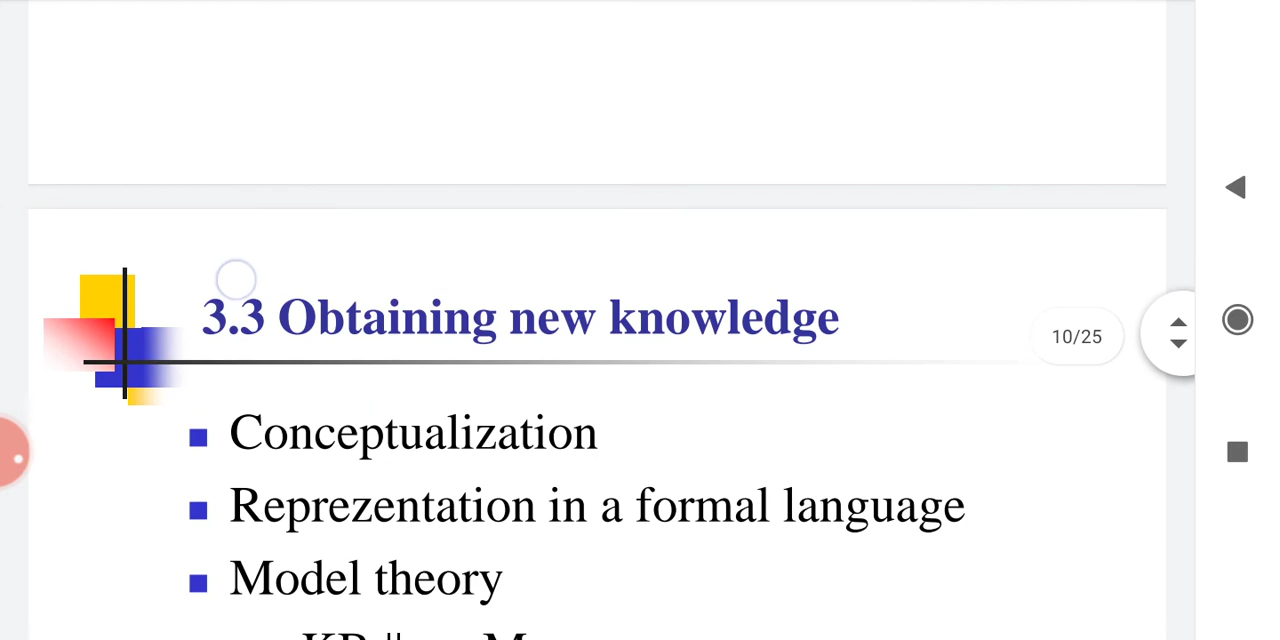 3.3 Obtaining new knowledge
10/25
Conceptualization
Reprezentation in a formal language
Model theory